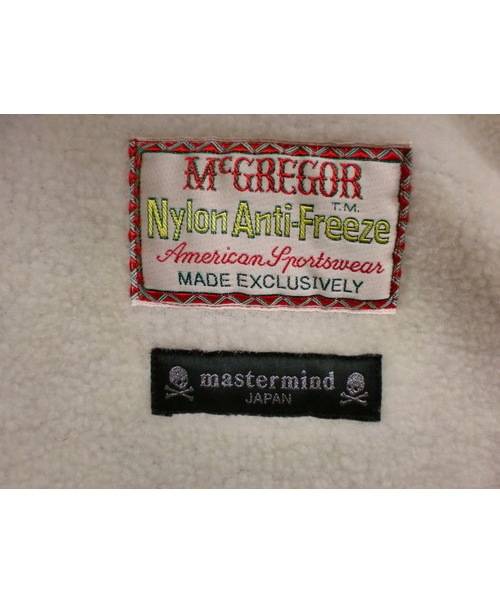 McGREGOR
T.M.
Nylon Anti-Freeze
American Sportswear
MADE EXCLUSIVELY
mastermind
JAPAN